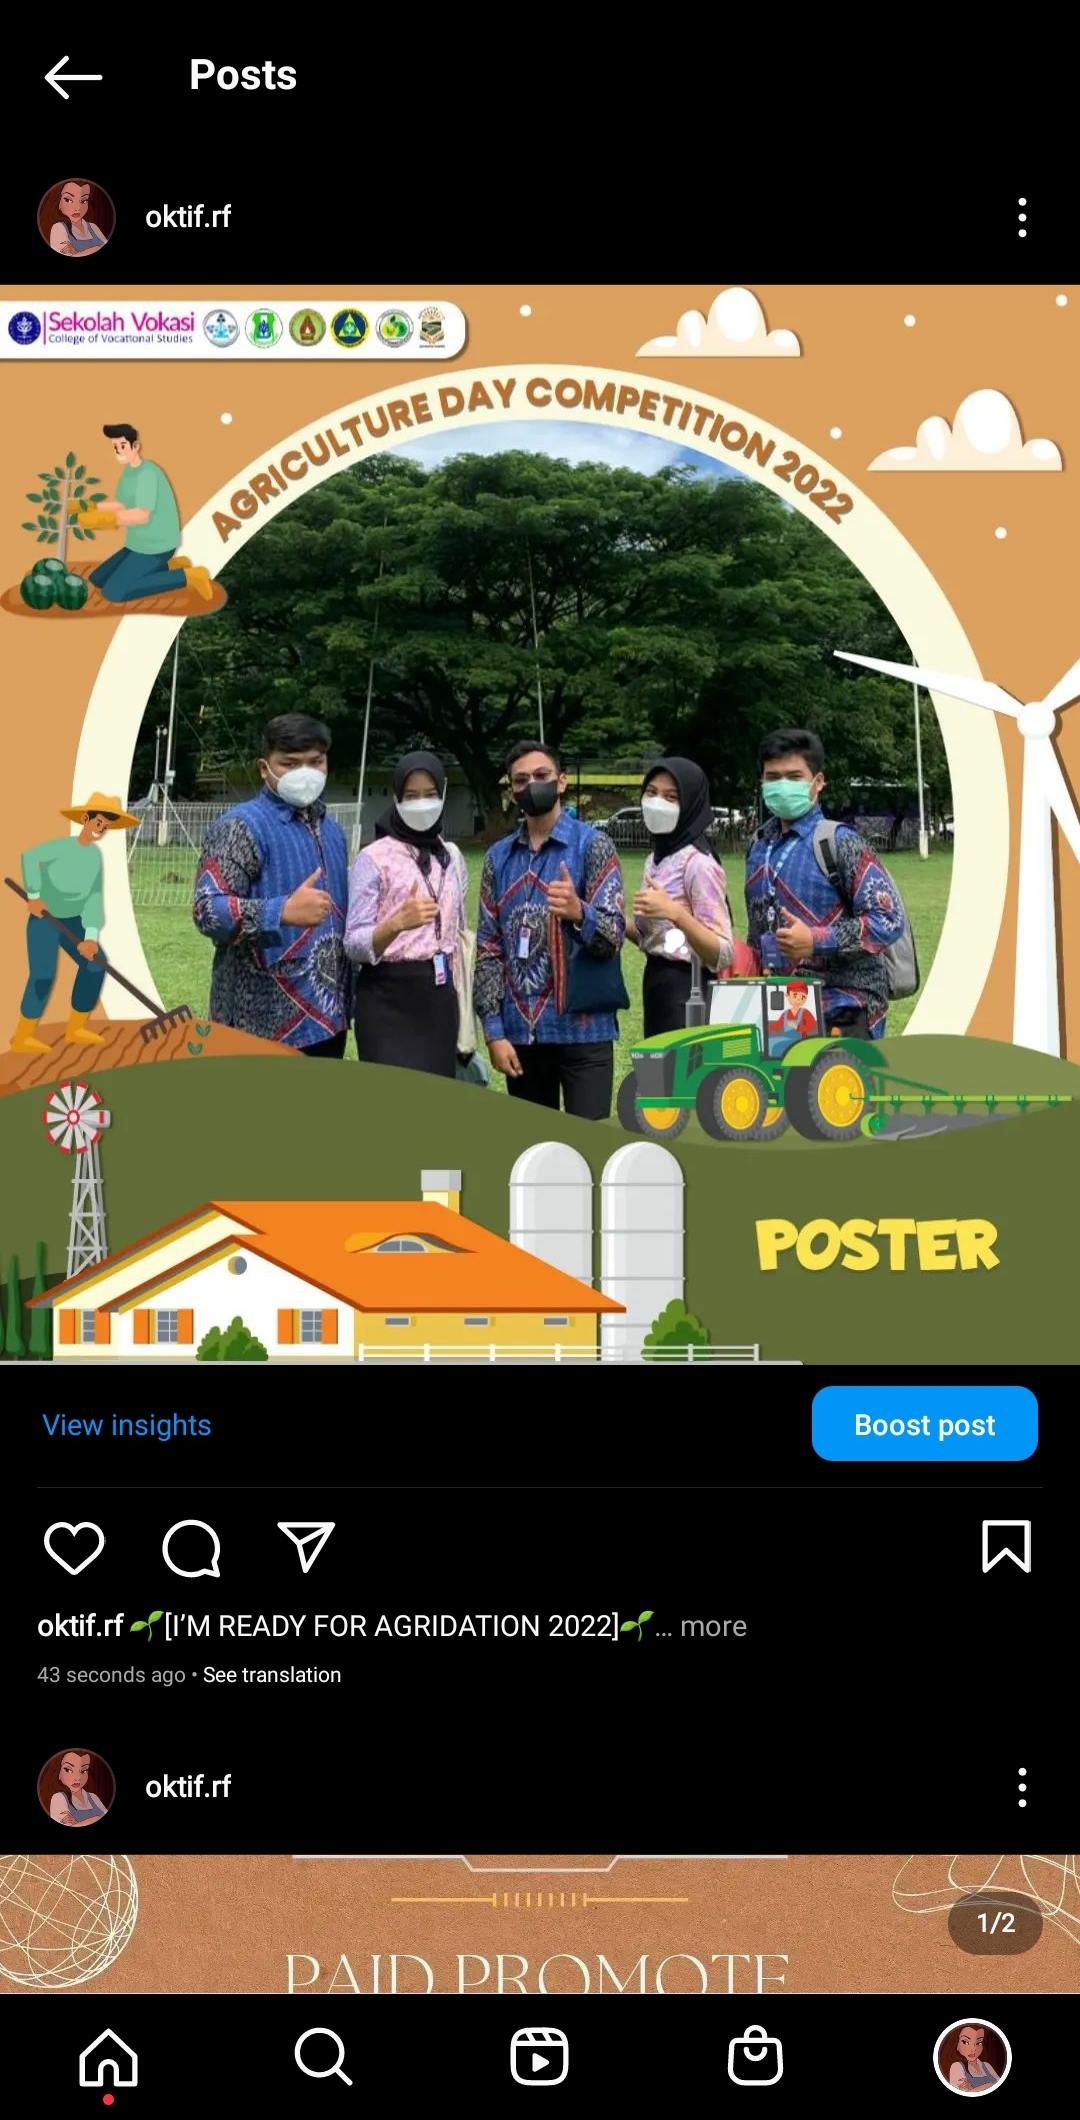 Posts
oktif.rf
Sekolah Vokasi
College of Vocational Studies
AGRICULTURE DAY COMPETITION 2022
POSTER
View insights
Boost post
oktif.rf 🌱[I'M READY FOR AGRIDATION 2022]🌱... more
43 seconds ago • See translation
oktif.rf
1/2
PAID PROMOTE